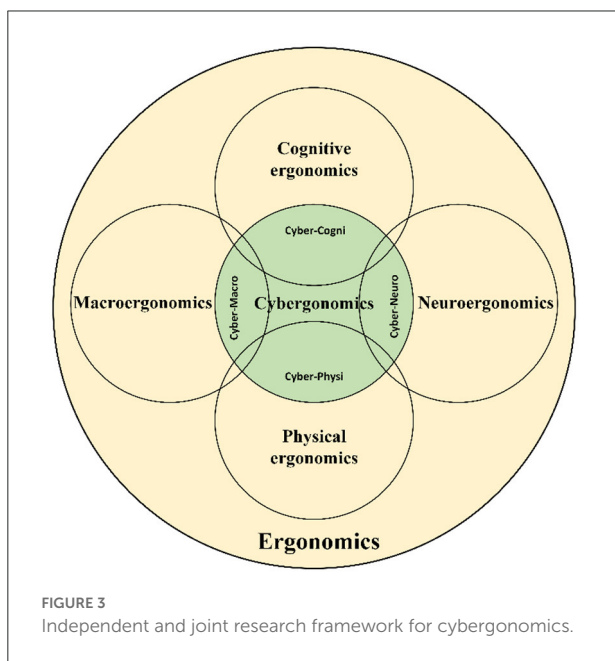 Cognitive
ergonomics
Cyber-Cogni
Macroergonomics
Cyber-Macro
Cybergonomics
Cyber-Neuro
Neuroergonomics
Cyber-Physi
Physical
ergonomics
Ergonomics
FIGURE 3
Independent and joint research framework for cybergonomics.